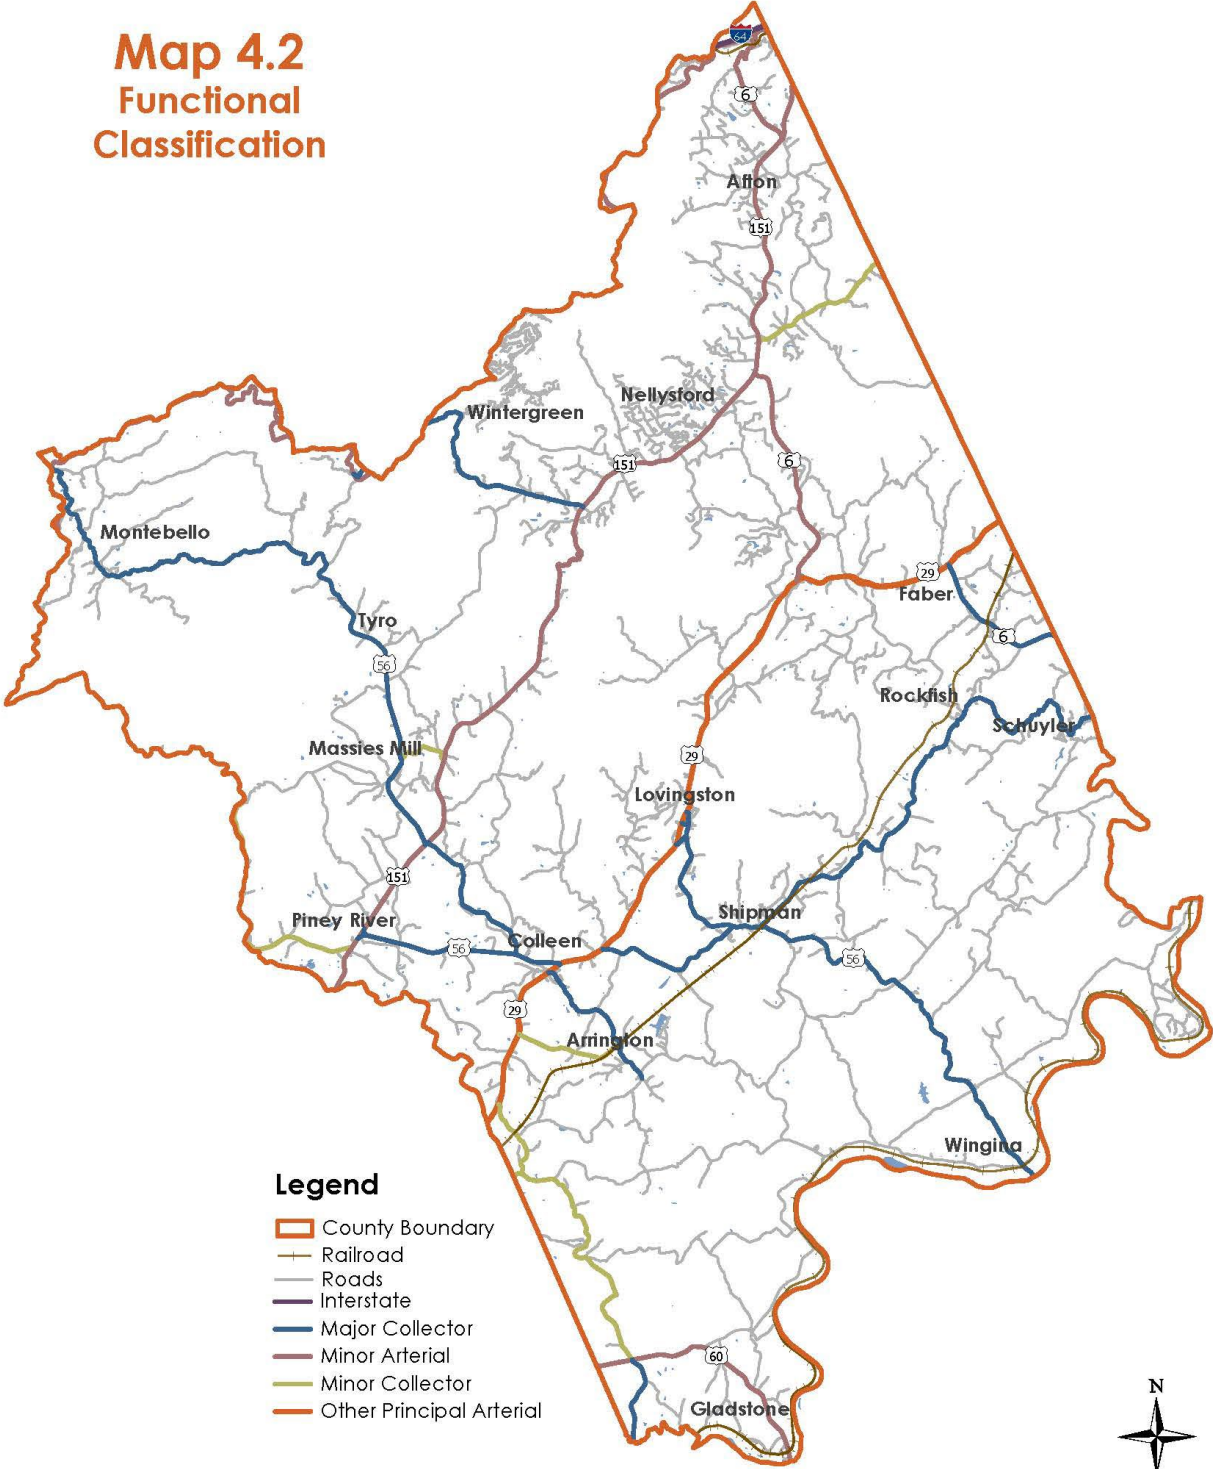 Map 4.2
Functional
Classification
64
6
Afton
151
Nellysford
Wintergreen
151
6
Montebello
29
Faber
Tyro
6
56
Rockfish
Schuyler
Massies Mill
29
Lovingston
151
Shipman
Piney River
Colleen
56
56
29
Arrington
Wingina
Legend
County Boundary
Railroad
Roads
Interstate
Major Collector
Minor Arterial
Minor Collector
Other Principal Arterial
60
Gladstone
N